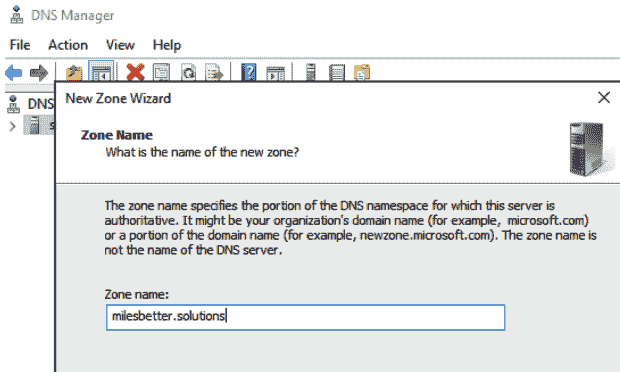 DNS Manager
File Action View Help
DNS
New Zone Wizard
Zone Name
What is the name of the new zone?
The zone name specifies the portion of the DNS namespace for which this server is
authoritative. It might be your organization's domain name (for example, microsoft.com)
or a portion of the domain name (for example, newzone.microsoft.com). The zone name is
not the name of the DNS server.
Zone name:
milesbetter.solutions